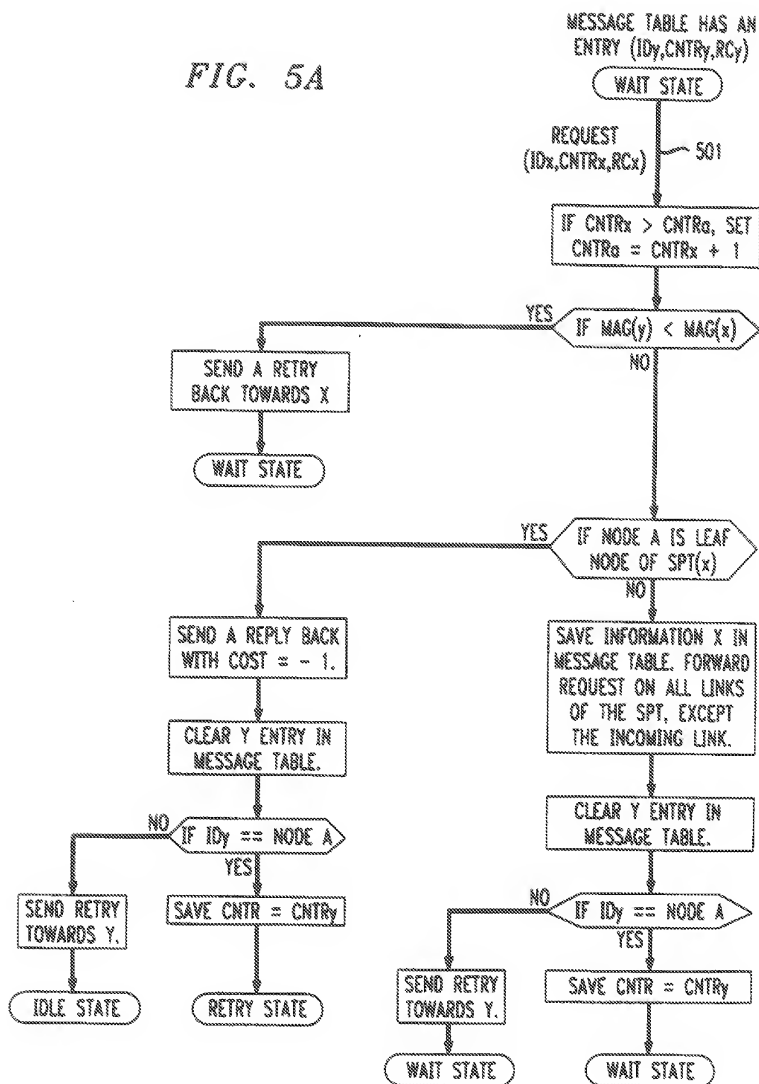 FIG. 5A
MESSAGE TABLE HAS AN
ENTRY (IDy,CNTRy,RCy)
WAIT STATE
REQUEST
(IDx,CNTRx,RCx)
501
IF CNTRx > CNTRa, SET
CNTRa = CNTRx + 1
IF MAG(y) < MAG(x)
YES
NO
SEND A RETRY
BACK TOWARDS X
WAIT STATE
IF NODE A IS LEAF
NODE OF SPT(x)
YES
NO
SEND A REPLY BACK
WITH COST = - 1.
CLEAR Y ENTRY IN
MESSAGE TABLE.
IF IDy == NODE A
NO
YES
SEND RETRY
TOWARDS Y.
IDLE STATE
SAVE CNTR = CNTRy
RETRY STATE
SAVE INFORMATION X IN
MESSAGE TABLE. FORWARD
REQUEST ON ALL LINKS
OF THE SPT, EXCEPT
THE INCOMING LINK.
CLEAR Y ENTRY IN
MESSAGE TABLE.
IF IDy == NODE A
NO
YES
SEND RETRY
TOWARDS Y.
WAIT STATE
SAVE CNTR = CNTRy
WAIT STATE